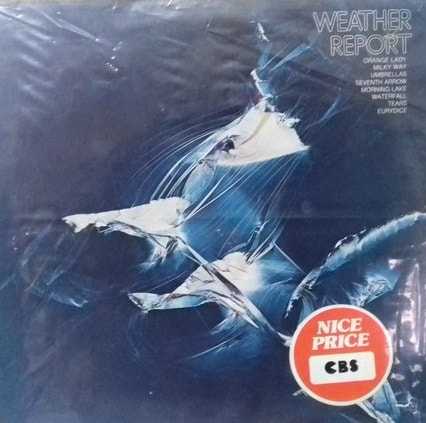 WEATHER
REPORT
ORANGE LADY
MILKY WAY
UMBRELLAS
SEVENTH ARROW
MORNING LAKE
WATERFALL
TEARS
EURYDICE
NICE
PRICE
CBS